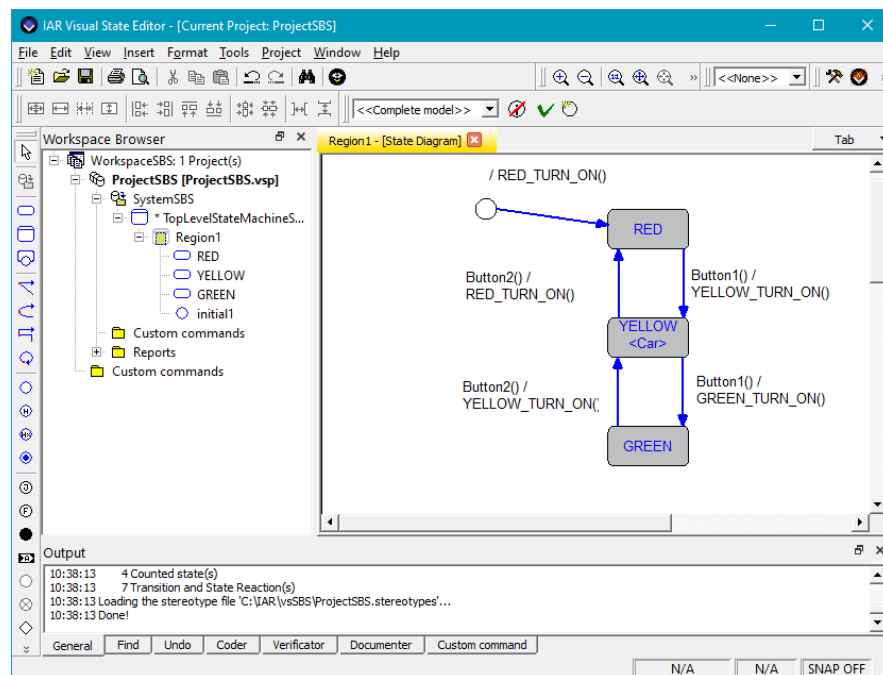 IAR Visual State Editor - [Current Project: ProjectSBS]
File Edit View Insert Format Tools Project Window Help
<<None>>
<<Complete model>>
Workspace Browser
Region1 - [State Diagram]
Tab
WorkspaceSBS: 1 Project(s)
ProjectSBS [ProjectSBS.vsp]
SystemSBS
* TopLevelStateMachineS...
Region1
RED
YELLOW
GREEN
initial1
Custom commands
Reports
Custom commands
/ RED_TURN_ON()
RED
Button2() /
RED_TURN_ON()
Button1() /
YELLOW_TURN_ON()
YELLOW
<Car>
Button2() /
YELLOW_TURN_ON(
Button1() /
GREEN_TURN_ON()
GREEN
Output
10:38:13 4 Counted state(s)
10:38:13 7 Transition and State Reaction(s)
10:38:13 Loading the stereotype file 'C:\IAR\vsSBS\ProjectSBS.stereotypes'...
10:38:13 Done!
General Find Undo Coder Verificator Documenter Custom command
N/A N/A SNAP OFF